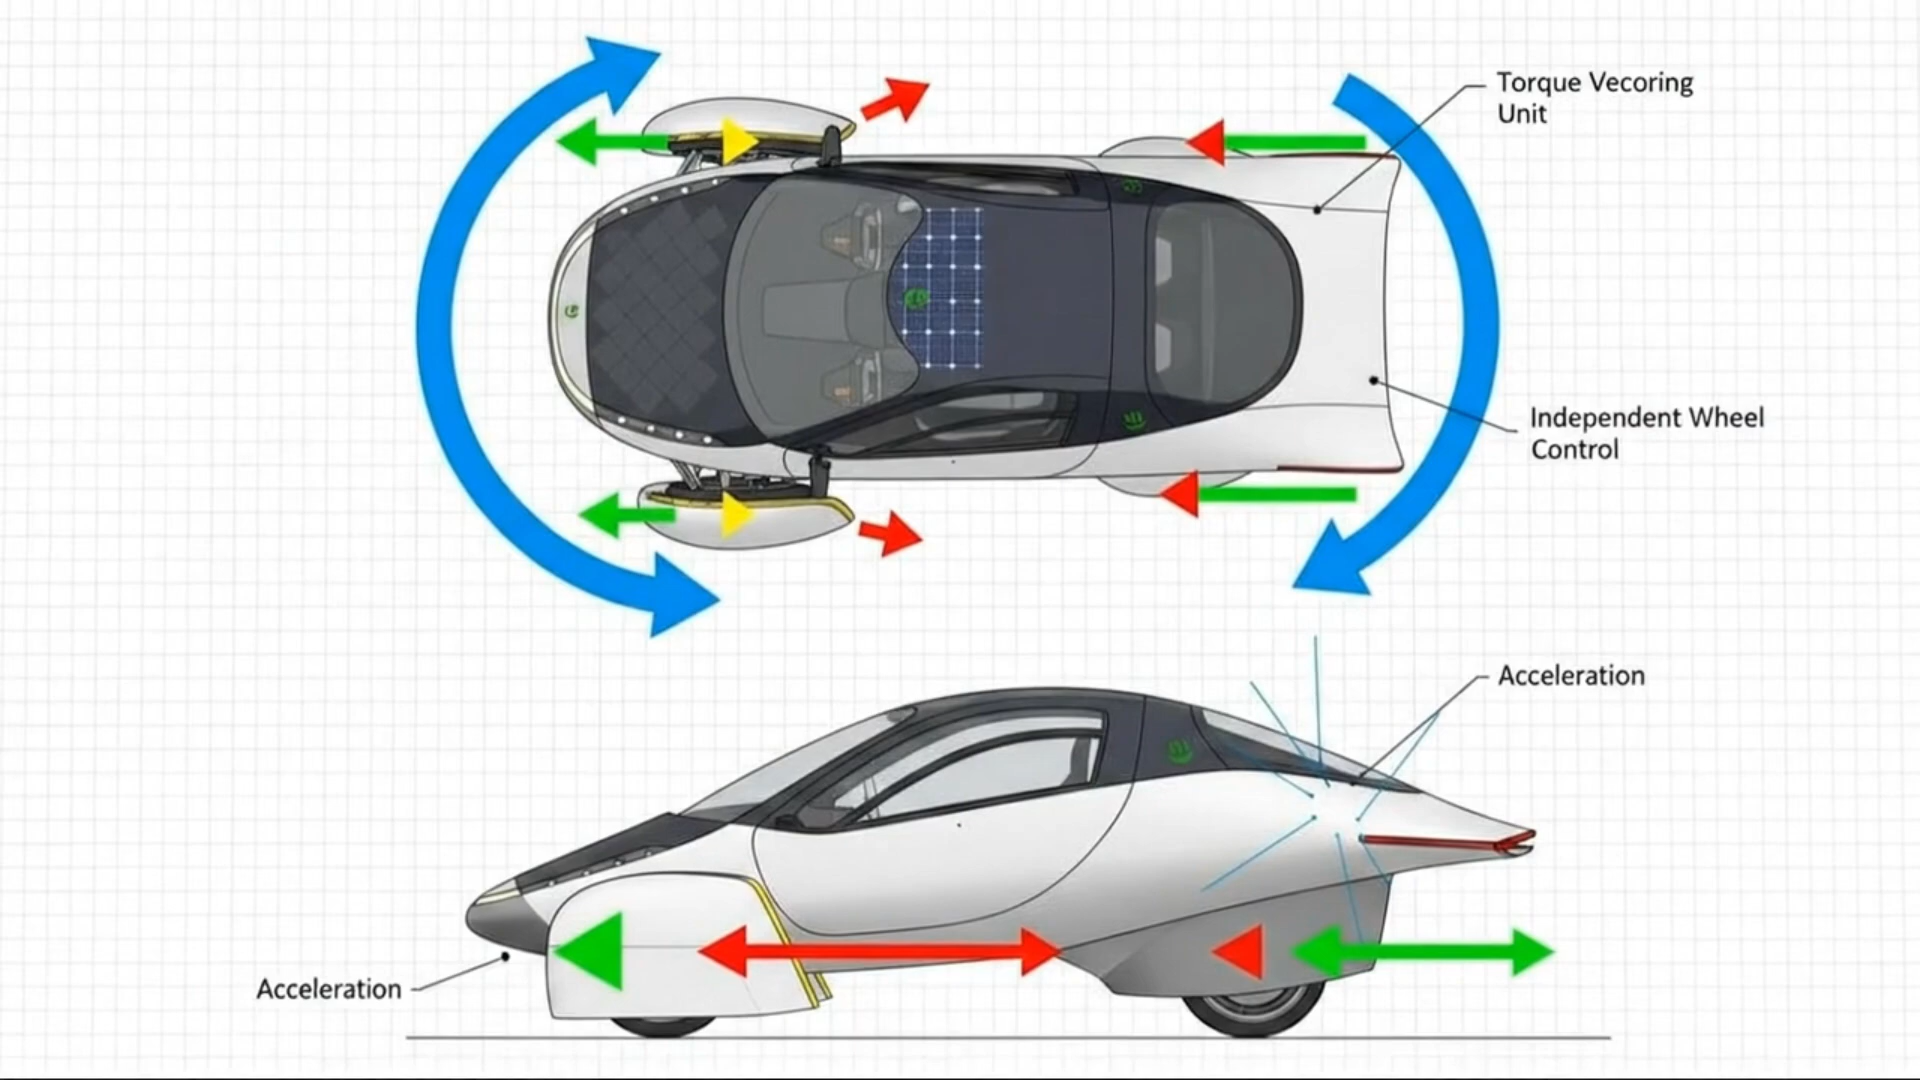 Torque Vecoring
Unit
Independent Wheel
Control
Acceleration
Acceleration